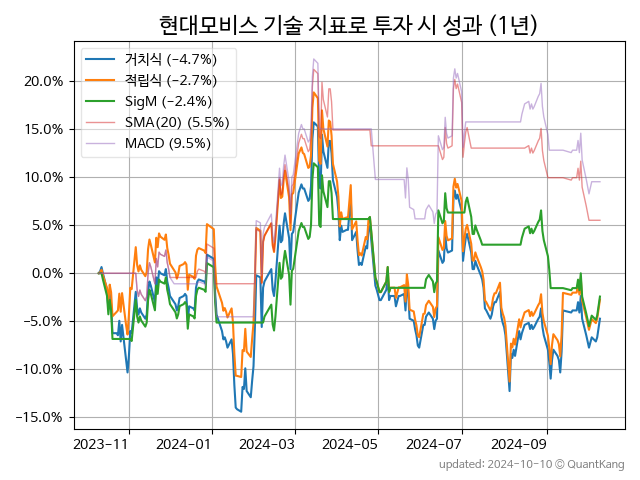 현대모비스 기술 지표로 투자 시 성과 (1년)
거치식 (-4.7%)
적립식 (-2.7%)
SigM (-2.4%)
SMA(20) (5.5%)
MACD (9.5%)
20.0%
15.0%
10.0%
5.0%
0.0%
-5.0%
-10.0%
-15.0%
2023-11 2024-01 2024-03 2024-05 2024-07 2024-09
updated: 2024-10-10 © QuantKang